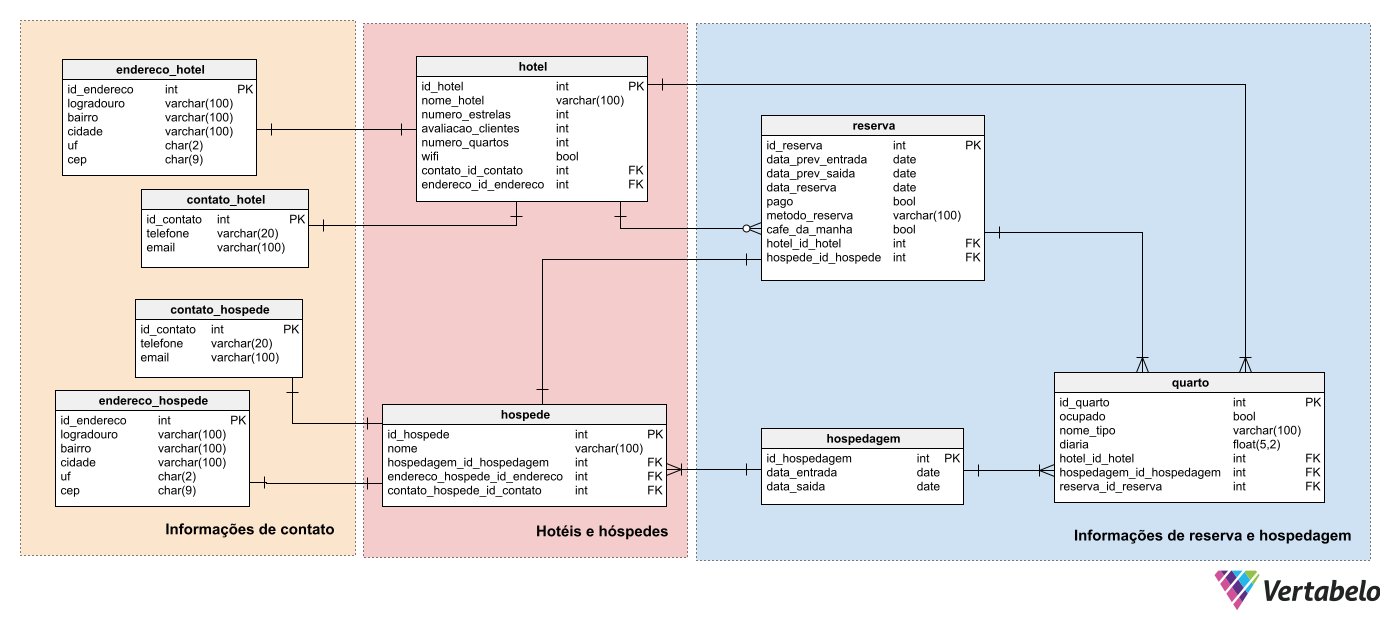 endereco_hotel
id_endereco int PK
logradouro varchar(100)
bairro varchar(100)
cidade varchar(100)
uf char(2)
cep char(9)
contato_hotel
id_contato int PK
telefone varchar(20)
email varchar(100)
contato_hospede
id_contato int PK
telefone varchar(20)
email varchar(100)
endereco_hospede
id_endereco int PK
logradouro varchar(100)
bairro varchar(100)
cidade varchar(100)
uf char(2)
cep char(9)
Informações de contato
hotel
id_hotel int PK
nome_hotel varchar(100)
numero_estrelas int
avaliacao_clientes int
numero_quartos int
wifi bool
contato_id_contato int FK
endereco_id_endereco int FK
hospede
id_hospede int PK
nome varchar(100)
hospedagem_id_hospedagem int FK
endereco_hospede_id_endereco int FK
contato_hospede_id_contato int FK
Hotéis e hóspedes
reserva
id_reserva int PK
data_prev_entrada date
data_prev_saida date
data_reserva date
pago bool
metodo_reserva varchar(100)
cafe_da_manha bool
hotel_id_hotel int FK
hospede_id_hospede int FK
hospedagem
id_hospedagem int PK
data_entrada date
data_saida date
quarto
id_quarto int PK
ocupado bool
nome_tipo varchar(100)
diaria float(5,2)
hotel_id_hotel int FK
hospedagem_id_hospedagem int FK
reserva_id_reserva int FK
Informações de reserva e hospedagem
Vertabelo